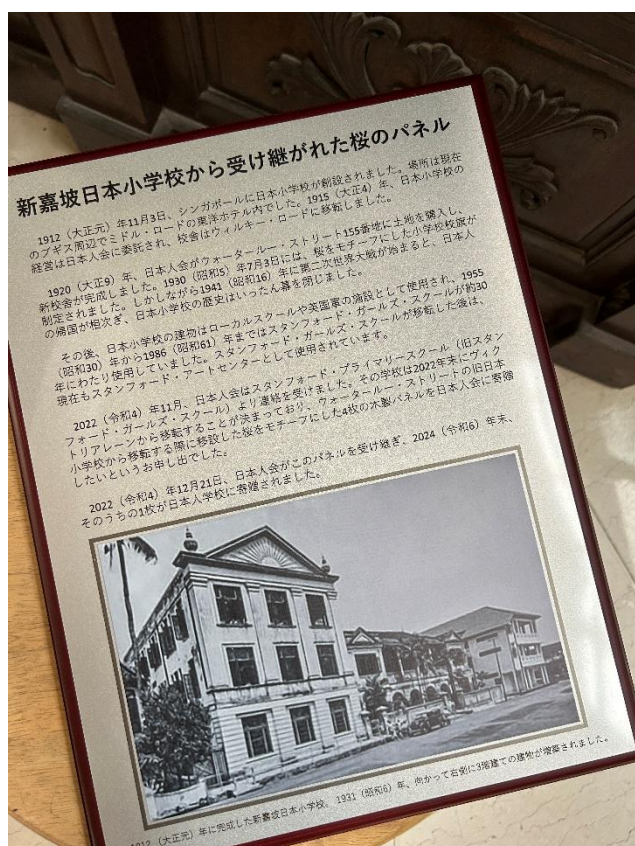 新嘉坡日本小学校から受け継がれた桜のパネル
1912（大正元）年11月3日、シンガポールに日本小学校が創設されました。場所は現在
のブギス周辺でミドル・ロードの東洋ホテル内でした。1915（大正4）年、日本小学校の
経営は日本人会に委託され、校舎はウィルキー・ロードに移転しました。
1920（大正9）年、日本人会がウォータールー・ストリート155番地に土地を購入し、
新校舎が完成しました。1930（昭和5）年7月3日には、桜をモチーフにした小学校校旗が
制定されました。しかしながら1941（昭和16）年に第二次世界大戦が始まると、日本人
の帰国が相次ぎ、日本小学校の歴史はいったん幕を閉じました。
その後、日本小学校の建物はローカルスクールや英国軍の施設として使用され、1955
（昭和30）年から1986（昭和61）年まではスタンフォード・ガールズ・スクールが約30
年にわたり使用していました。スタンフォード・ガールズ・スクールが移転した後は、
現在もスタンフォード・アートセンターとして使用されています。
2022（令和4）年11月、日本人会はスタンフォード・プライマリースクール（旧スタン
フォード・ガールズ・スクール）より連絡を受けました。その学校は2022年末にヴィク
トリアレーンから移転することが決まっており、ウォータールー・ストリートの旧日本
小学校から移転する際に移設した桜をモチーフにした4枚の木製パネルを日本人会に寄贈
したいというお申し出でした。
2022（令和4）年12月21日、日本人会がこのパネルを受け継ぎ、2024（令和6）年末、
そのうちの1枚が日本人学校に寄贈されました。
（大正元）年に完成した新嘉坡日本小学校。1931（昭和6）年、向かって右側に3階建ての建物が増築されました。